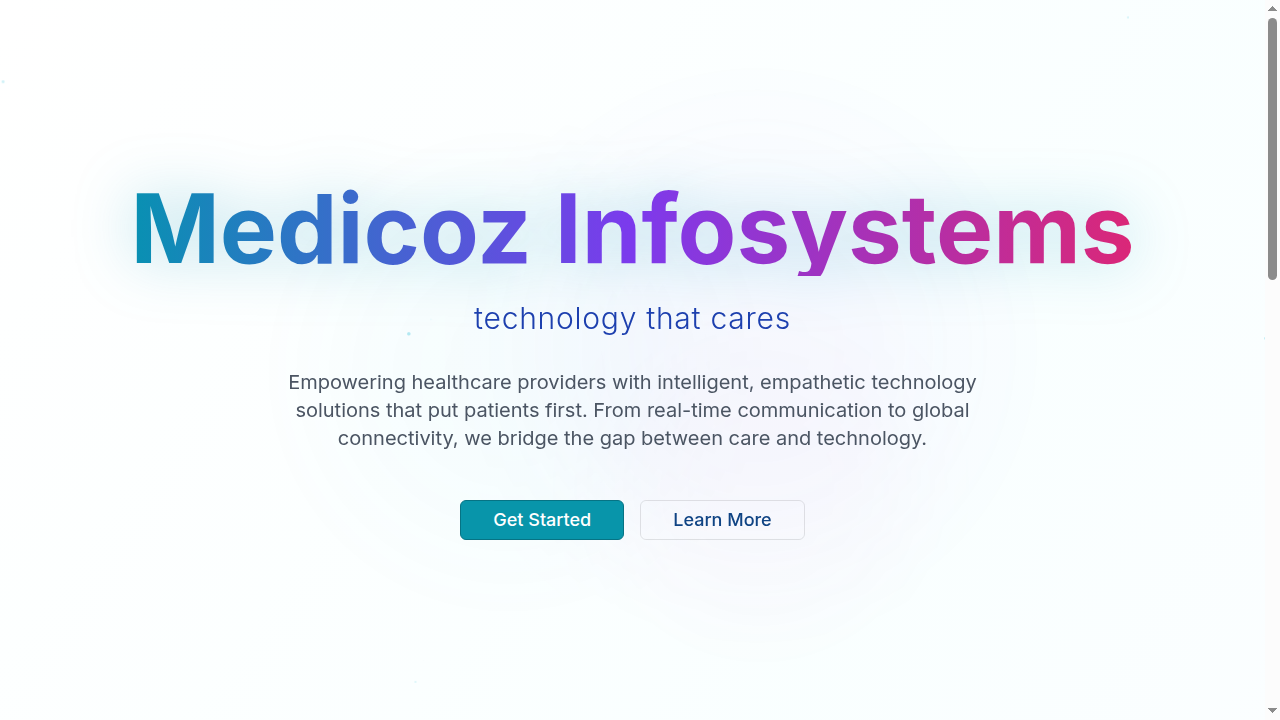 Medicoz Infosystems
technology that cares
Empowering healthcare providers with intelligent, empathetic technology
solutions that put patients first. From real-time communication to global
connectivity, we bridge the gap between care and technology.
Get Started
Learn More